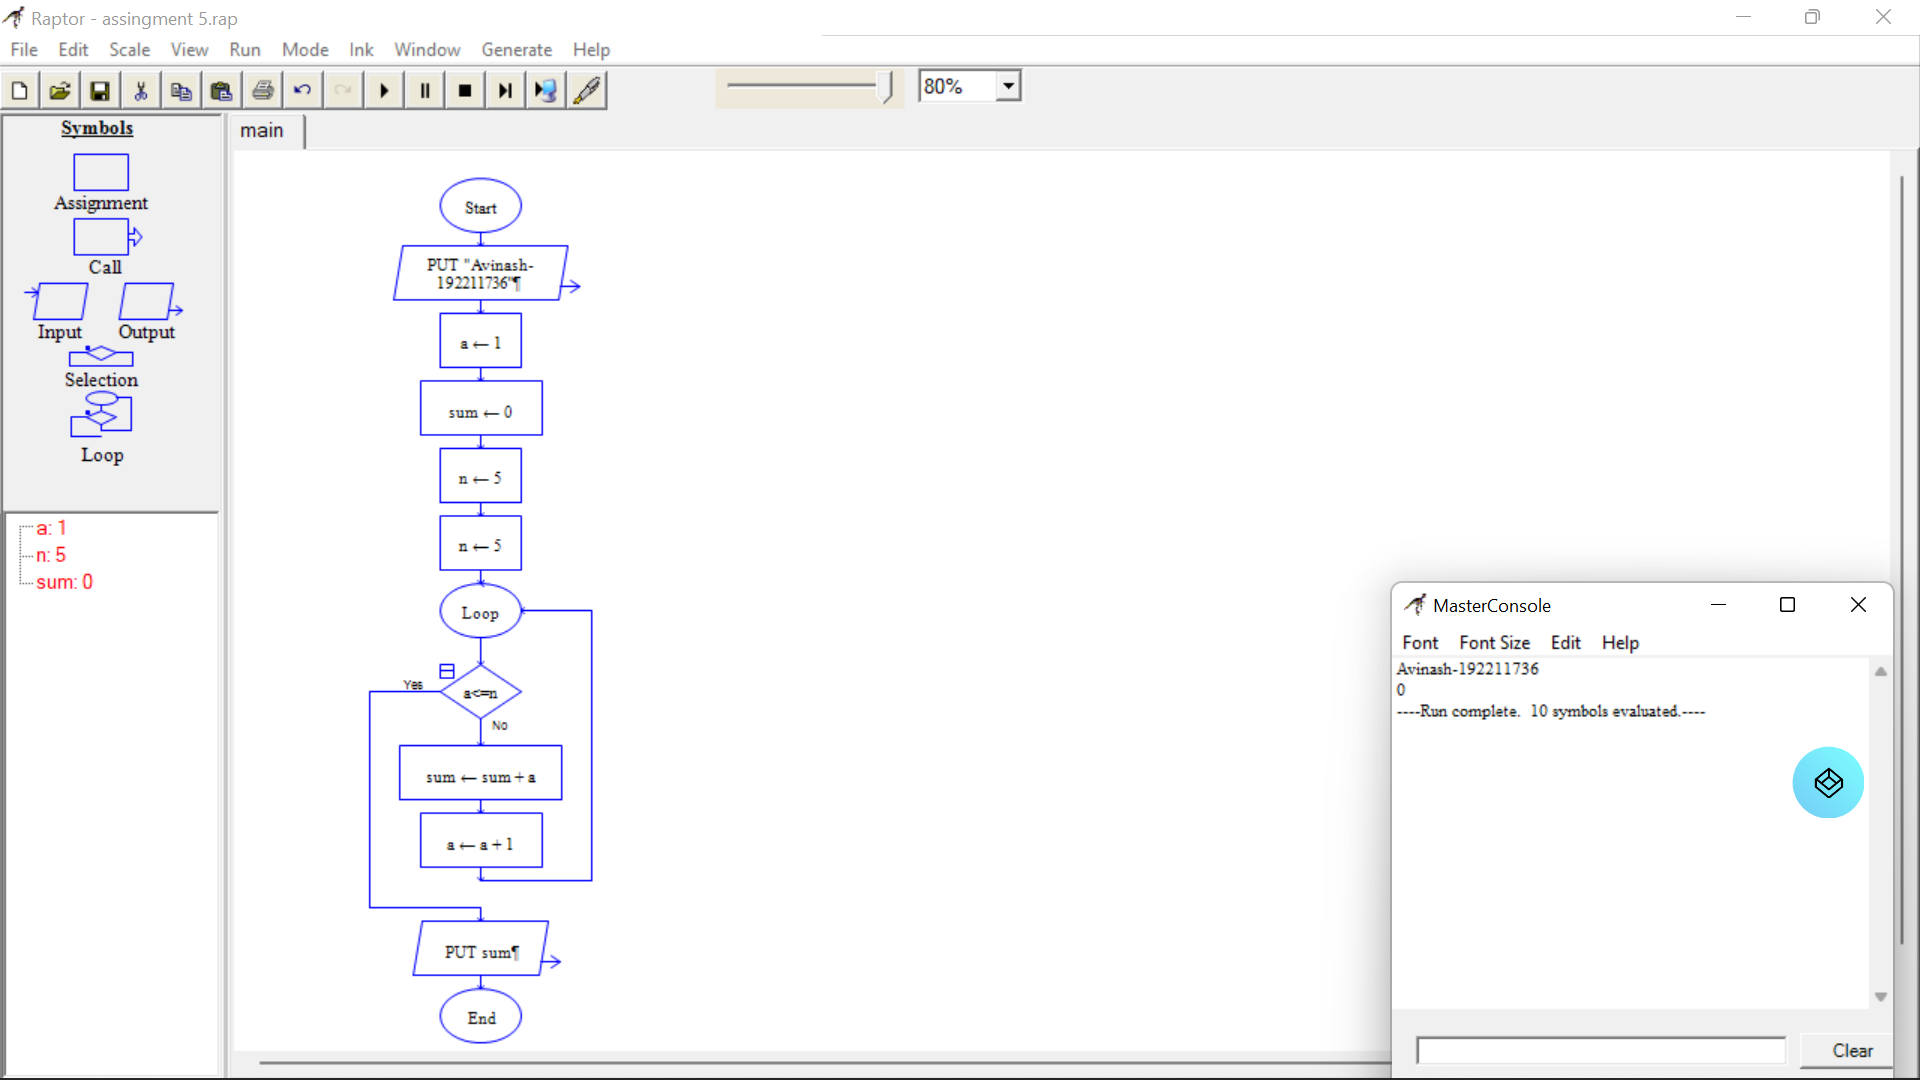 Raptor - assingment 5.rap
File Edit Scale View Run Mode Ink Window Generate Help
80%
Symbols
Assignment
Call
Input Output
Selection
Loop
a: 1
n: 5
sum: 0
main
Start
PUT "Avinash-
192211736"¶
a ← 1
sum ← 0
n ← 5
n ← 5
Loop
Yes
a<=n
No
sum ← sum + a
a ← a + 1
PUT sum¶
End
MasterConsole
Font Font Size Edit Help
Avinash-192211736
0
----Run complete. 10 symbols evaluated.----
Clear